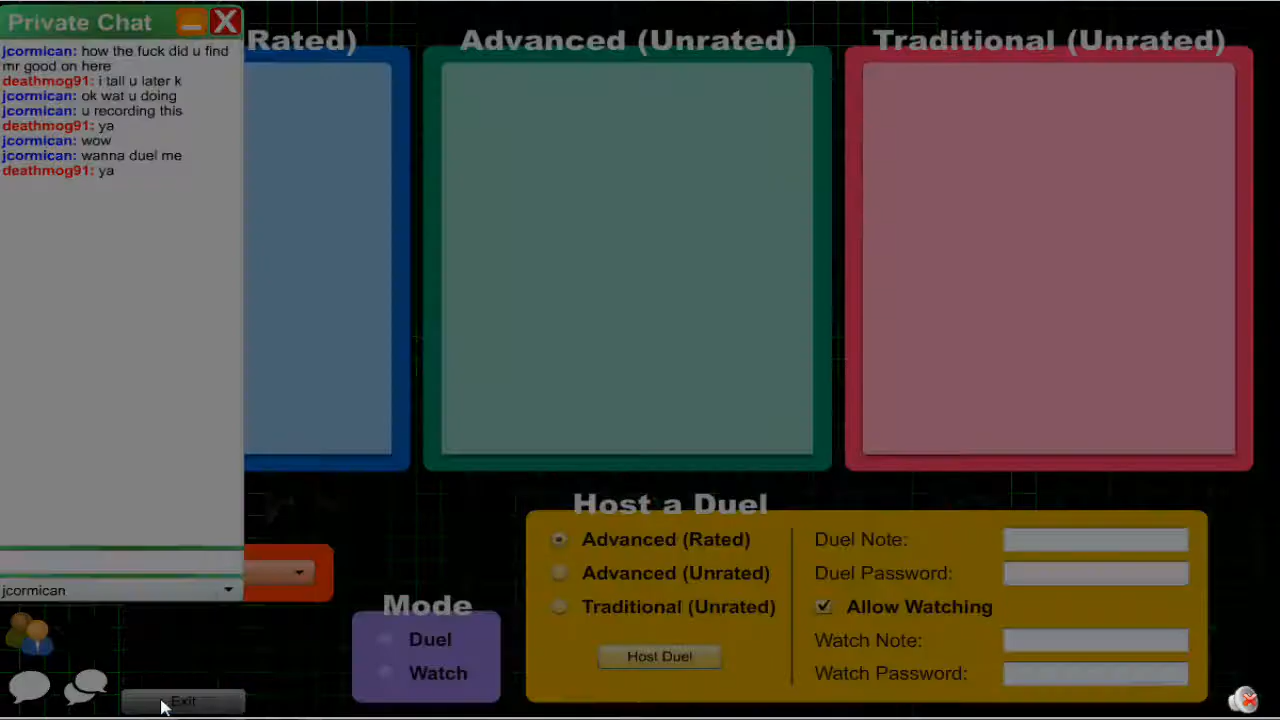 Private Chat
jcormican: how the fuck did u find
mr good on here
deathmog91: i tall u later k
jcormican: ok wat u doing
jcormican: u recording this
deathmog91: ya
jcormican: wow
jcormican: wanna duel me
deathmog91: ya
jcormican
Rated)
Advanced (Unrated)
Traditional (Unrated)
Host a Duel
Advanced (Rated)
Advanced (Unrated)
Traditional (Unrated)
Host Duel
Duel Note:
Duel Password:
Allow Watching
Watch Note:
Watch Password:
Mode
Duel
Watch
Exit